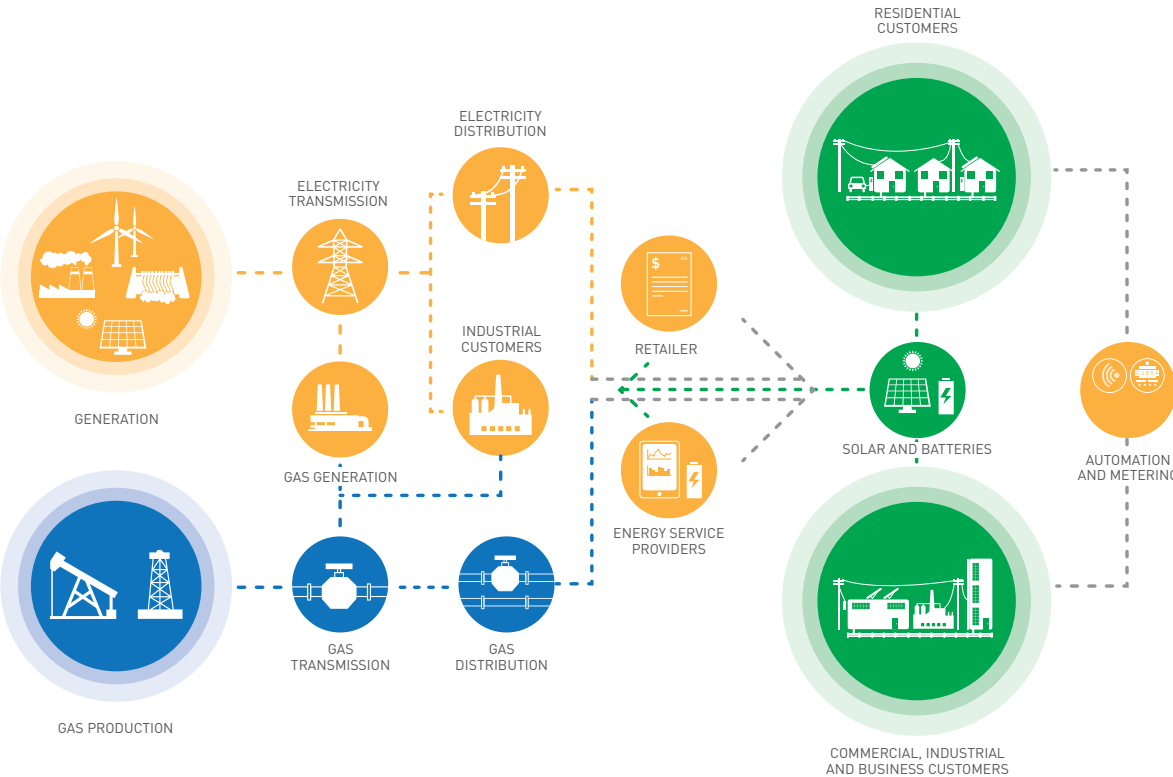 RESIDENTIAL
CUSTOMERS
ELECTRICITY
DISTRIBUTION
ELECTRICITY
TRANSMISSION
$
INDUSTRIAL
CUSTOMERS
RETAILER
GENERATION
GAS GENERATION
SOLAR AND BATTERIES
AUTOMATION
AND METERING
ENERGY SERVICE
PROVIDERS
GAS
TRANSMISSION
GAS
DISTRIBUTION
GAS PRODUCTION
COMMERCIAL, INDUSTRIAL
AND BUSINESS CUSTOMERS